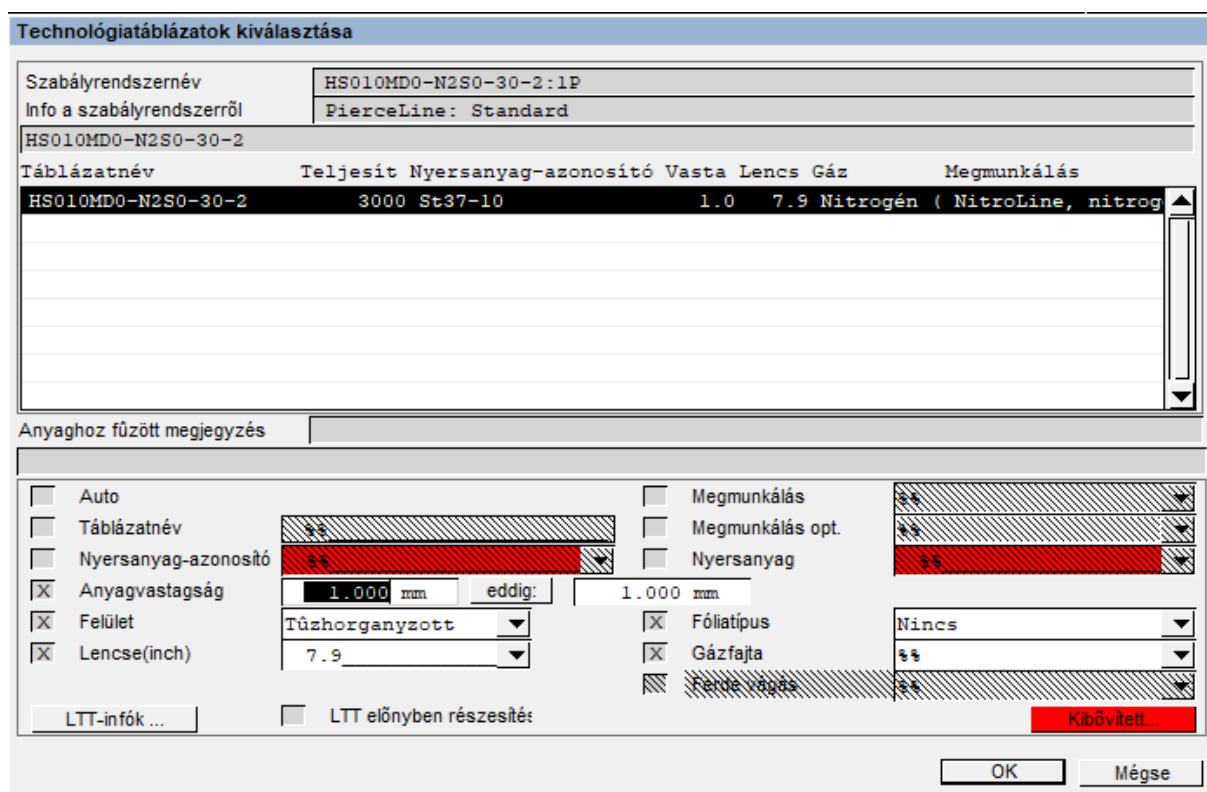 Technológiatáblázatok kiválasztása
Szabályrendszernév HS010MD0-N2S0-30-2:1P
Info a szabályrendszerről PierceLine: Standard
HS010MD0-N2S0-30-2
Táblázatnév Teljesít Nyersanyag-azonosító Vasta Lencs Gáz Megmunkálás
HS010MD0-N2S0-30-2 3000 St37-10 1.0 7.9 Nitrogén ( NitroLine, nitrog
Anyaghoz fûzött megjegyzés
Auto Megmunkálás %%
Táblázatnév %% Megmunkálás opt. %%
Nyersanyag-azonosító %% Nyersanyag %%
X Anyagvastagság 1.000 mm eddig: 1.000 mm
X Felület Tûzhorganyzott X Fóliatípus Nincs
X Lencse(inch) 7.9 X Gázfajta %%
Ferde vágás %%
LTT-infók ... LTT előnyben részesítés Kibővített...
OK Mégse